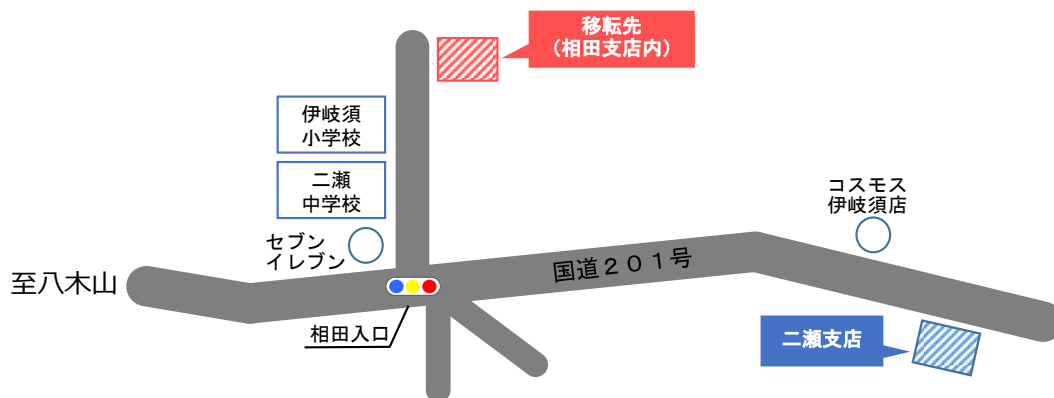 移転先
（相田支店内）
伊岐須
小学校
二瀬
中学校
セブン
イレブン
コスモス
伊岐須店
至八木山
国道２０１号
相田入口
二瀬支店